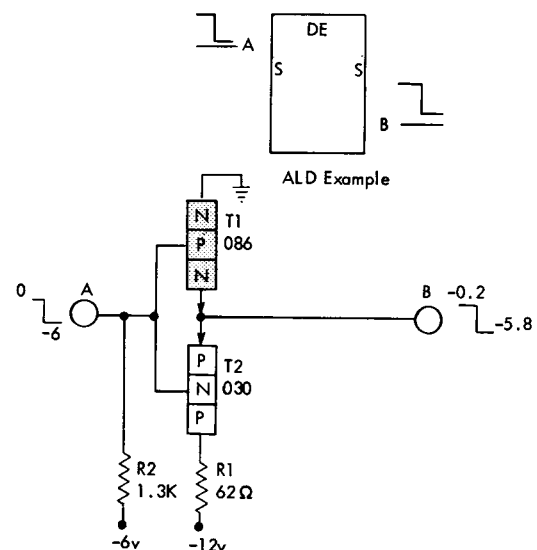 DE
A
S S
B
ALD Example
N
T1
P
086
N
0
A
-6
B
-0.2
-5.8
P
T2
N
030
P
R2
1.3K
R1
62Ω
-6v
-12v